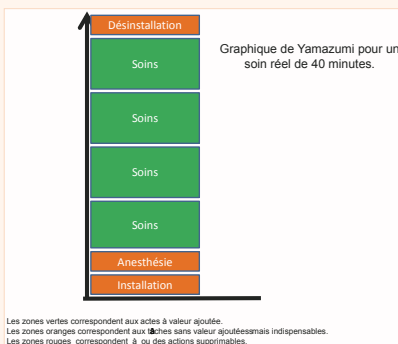 Désinstallation
Graphique de Yamazumi pour un
soin réel de 40 minutes.
Soins
Soins
Soins
Soins
Anesthésie
Installation
Les zones vertes correspondent aux actes à valeur ajoutée.
Les zones oranges correspondent aux tâches sans valeur ajoutéesmais indispensables.
Les zones rouges correspondent à ou des actions supprimables.